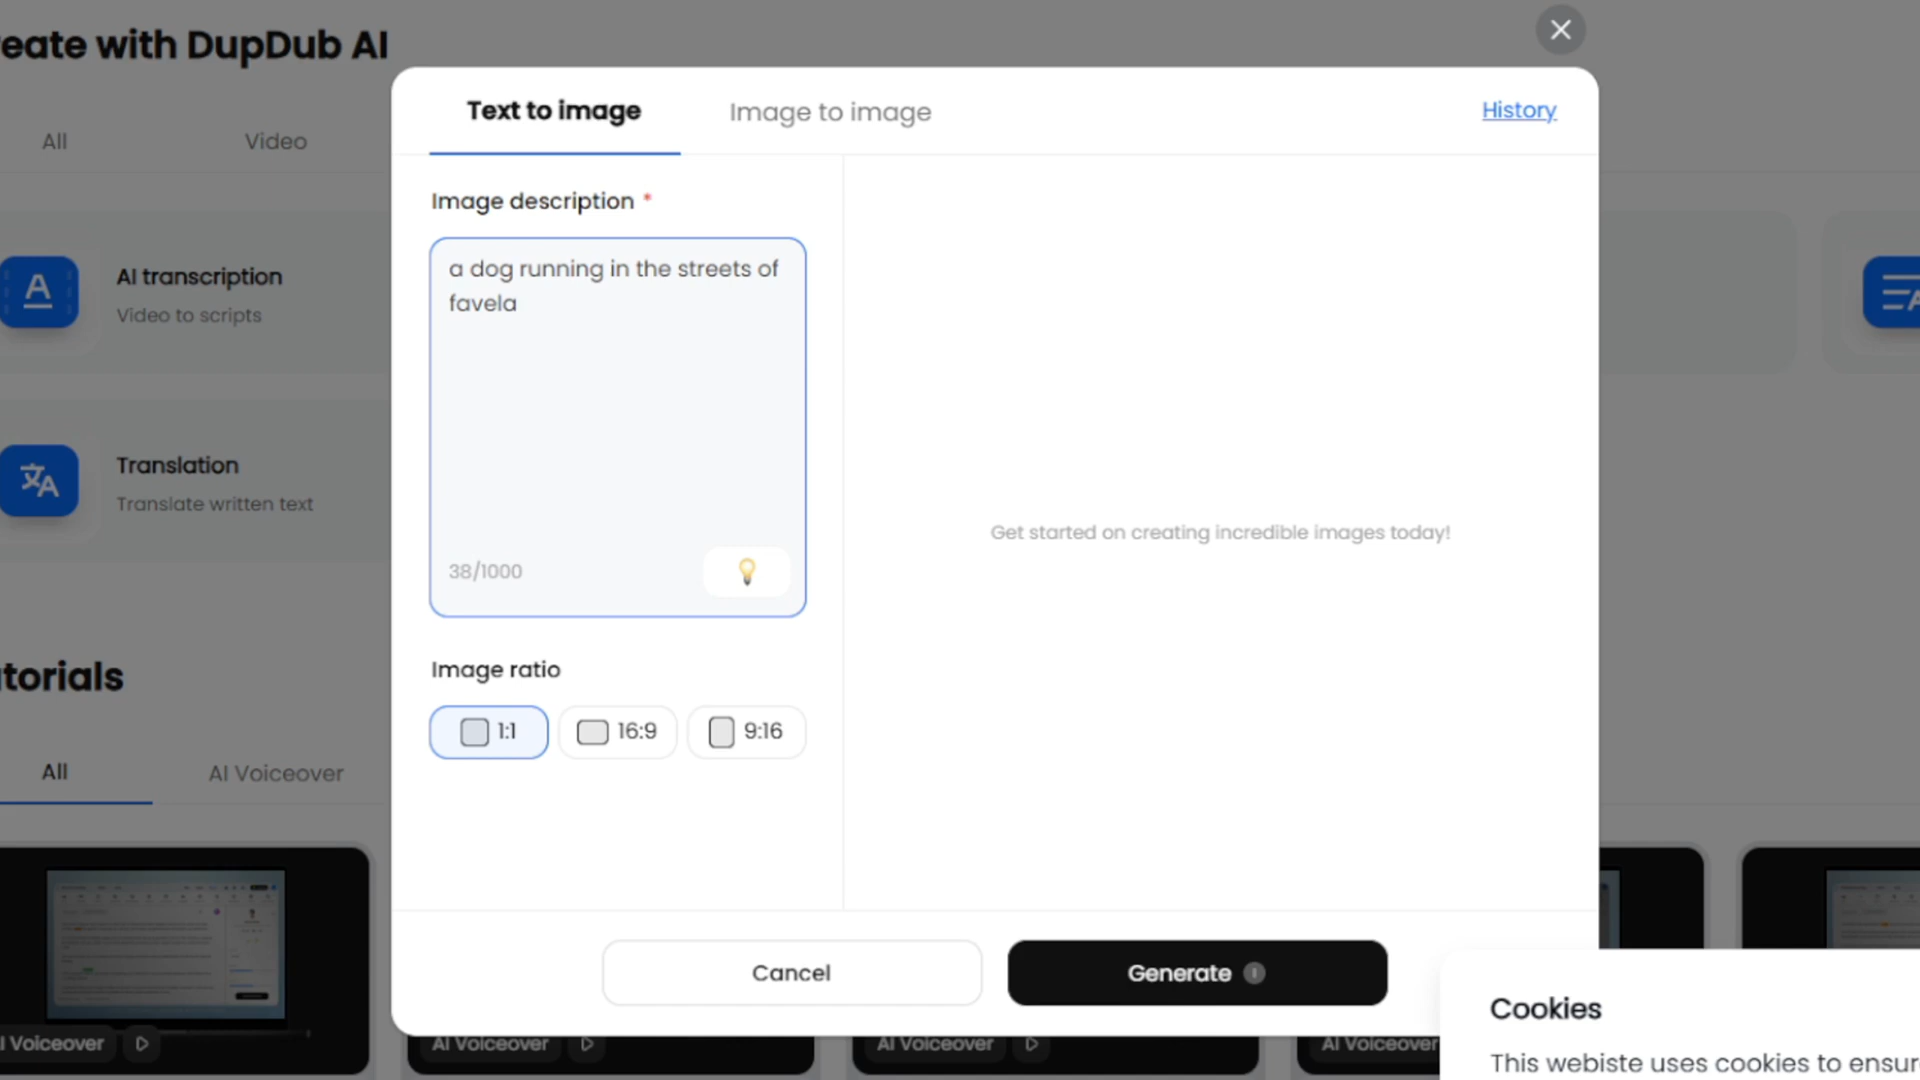 reate with DupDub AI
Text to image
Image to image
History
All
Video
Image description *
a dog running in the streets of
favela
AI transcription
Video to scripts
Translation
Translate written text
Get started on creating incredible images today!
38/1000
Image ratio
1:1
16:9
9:16
torials
All
AI Voiceover
Cancel
Generate
Cookies
This webiste uses cookies to ensur
I Voiceover
AI Voiceover
AI Voiceover
AI Voiceover